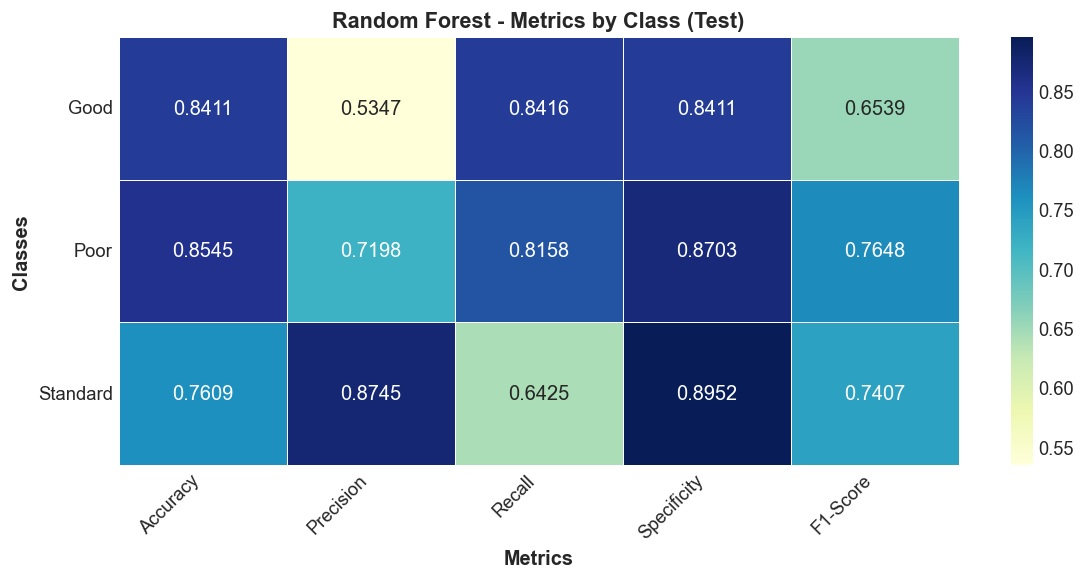 Random Forest - Metrics by Class (Test)
Classes
Good 0.8411 0.5347 0.8416 0.8411 0.6539
Poor 0.8545 0.7198 0.8158 0.8703 0.7648
Standard 0.7609 0.8745 0.6425 0.8952 0.7407
Accuracy Precision Recall Specificity F1-Score
Metrics
0.85
0.80
0.75
0.70
0.65
0.60
0.55